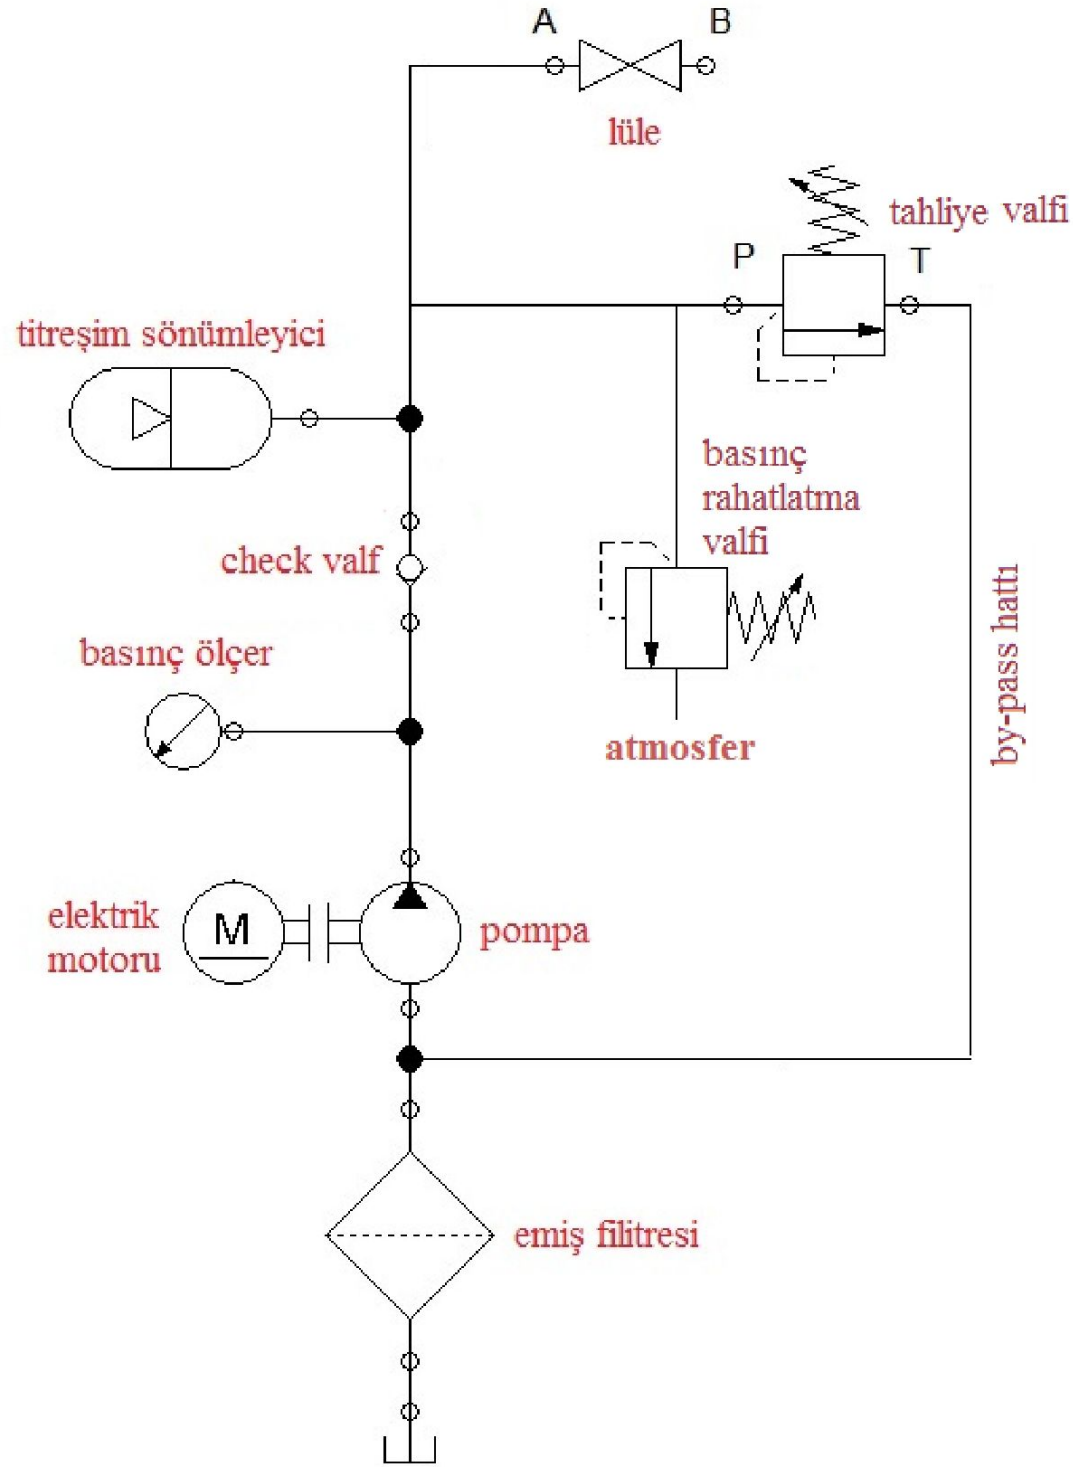 A
B
lüle
tahliye valfi
P
T
titreşim sönümleyici
basınç
rahatlatma
valfi
check valf
basınç ölçer
by-pass hattı
atmosfer
elektrik
motoru
M
pompa
emiş filitresi